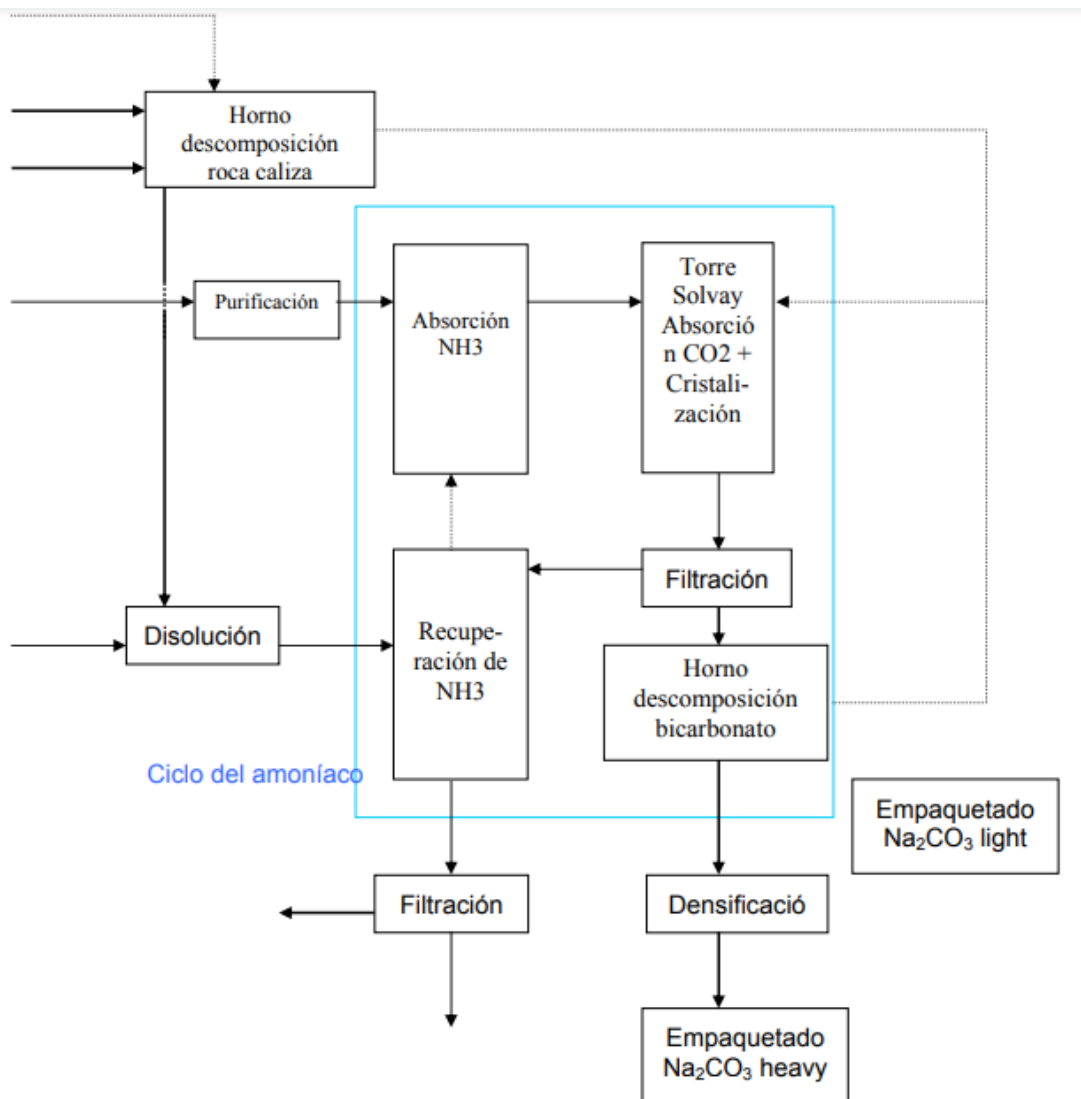 Horno
descomposición
roca caliza
Purificación
Absorción
NH3
Torre
Solvay
Absorció
n CO2 +
Cristali-
zación
Filtración
Disolución
Recupe-
ración de
NH3
Horno
descomposición
bicarbonato
Ciclo del amoníaco
Empaquetado
Na₂CO₃ light
Filtración
Densificació
Empaquetado
Na₂CO₃ heavy